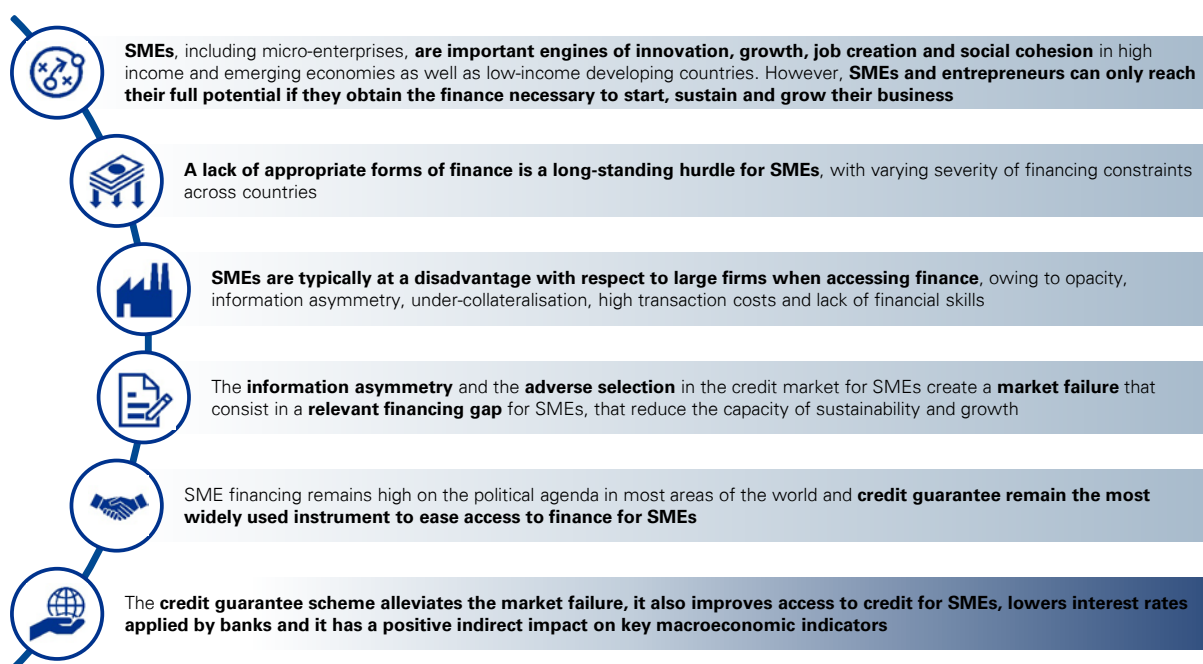 SMEs, including micro-enterprises, are important engines of innovation, growth, job creation and social cohesion in high
income and emerging economies as well as low-income developing countries. However, SMEs and entrepreneurs can only reach
their full potential if they obtain the finance necessary to start, sustain and grow their business
A lack of appropriate forms of finance is a long-standing hurdle for SMEs, with varying severity of financing constraints
across countries
SMEs are typically at a disadvantage with respect to large firms when accessing finance, owing to opacity,
information asymmetry, under-collateralisation, high transaction costs and lack of financial skills
The information asymmetry and the adverse selection in the credit market for SMEs create a market failure that
consist in a relevant financing gap for SMEs, that reduce the capacity of sustainability and growth
SME financing remains high on the political agenda in most areas of the world and credit guarantee remain the most
widely used instrument to ease access to finance for SMEs
The credit guarantee scheme alleviates the market failure, it also improves access to credit for SMEs, lowers interest rates
applied by banks and it has a positive indirect impact on key macroeconomic indicators